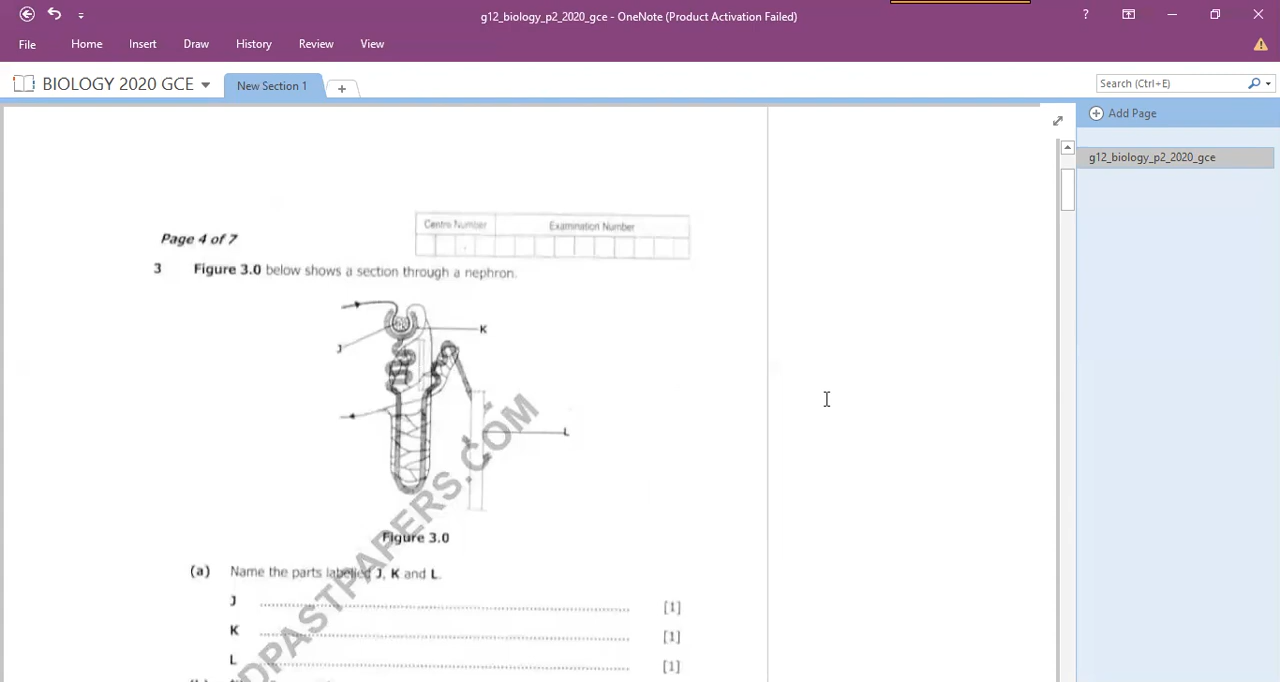 g12_biology_p2_2020_gce - OneNote (Product Activation Failed)
File Home Insert Draw History Review View
BIOLOGY 2020 GCE New Section 1
Search (Ctrl+E)
Add Page
g12_biology_p2_2020_gce
Centre Number Examination Number
Page 4 of 7
3 Figure 3.0 below shows a section through a nephron.
K
J
L
Figure 3.0
(a) Name the parts labelled J, K and L.
J [1]
K [1]
L [1]
DPASTPAPERS.COM